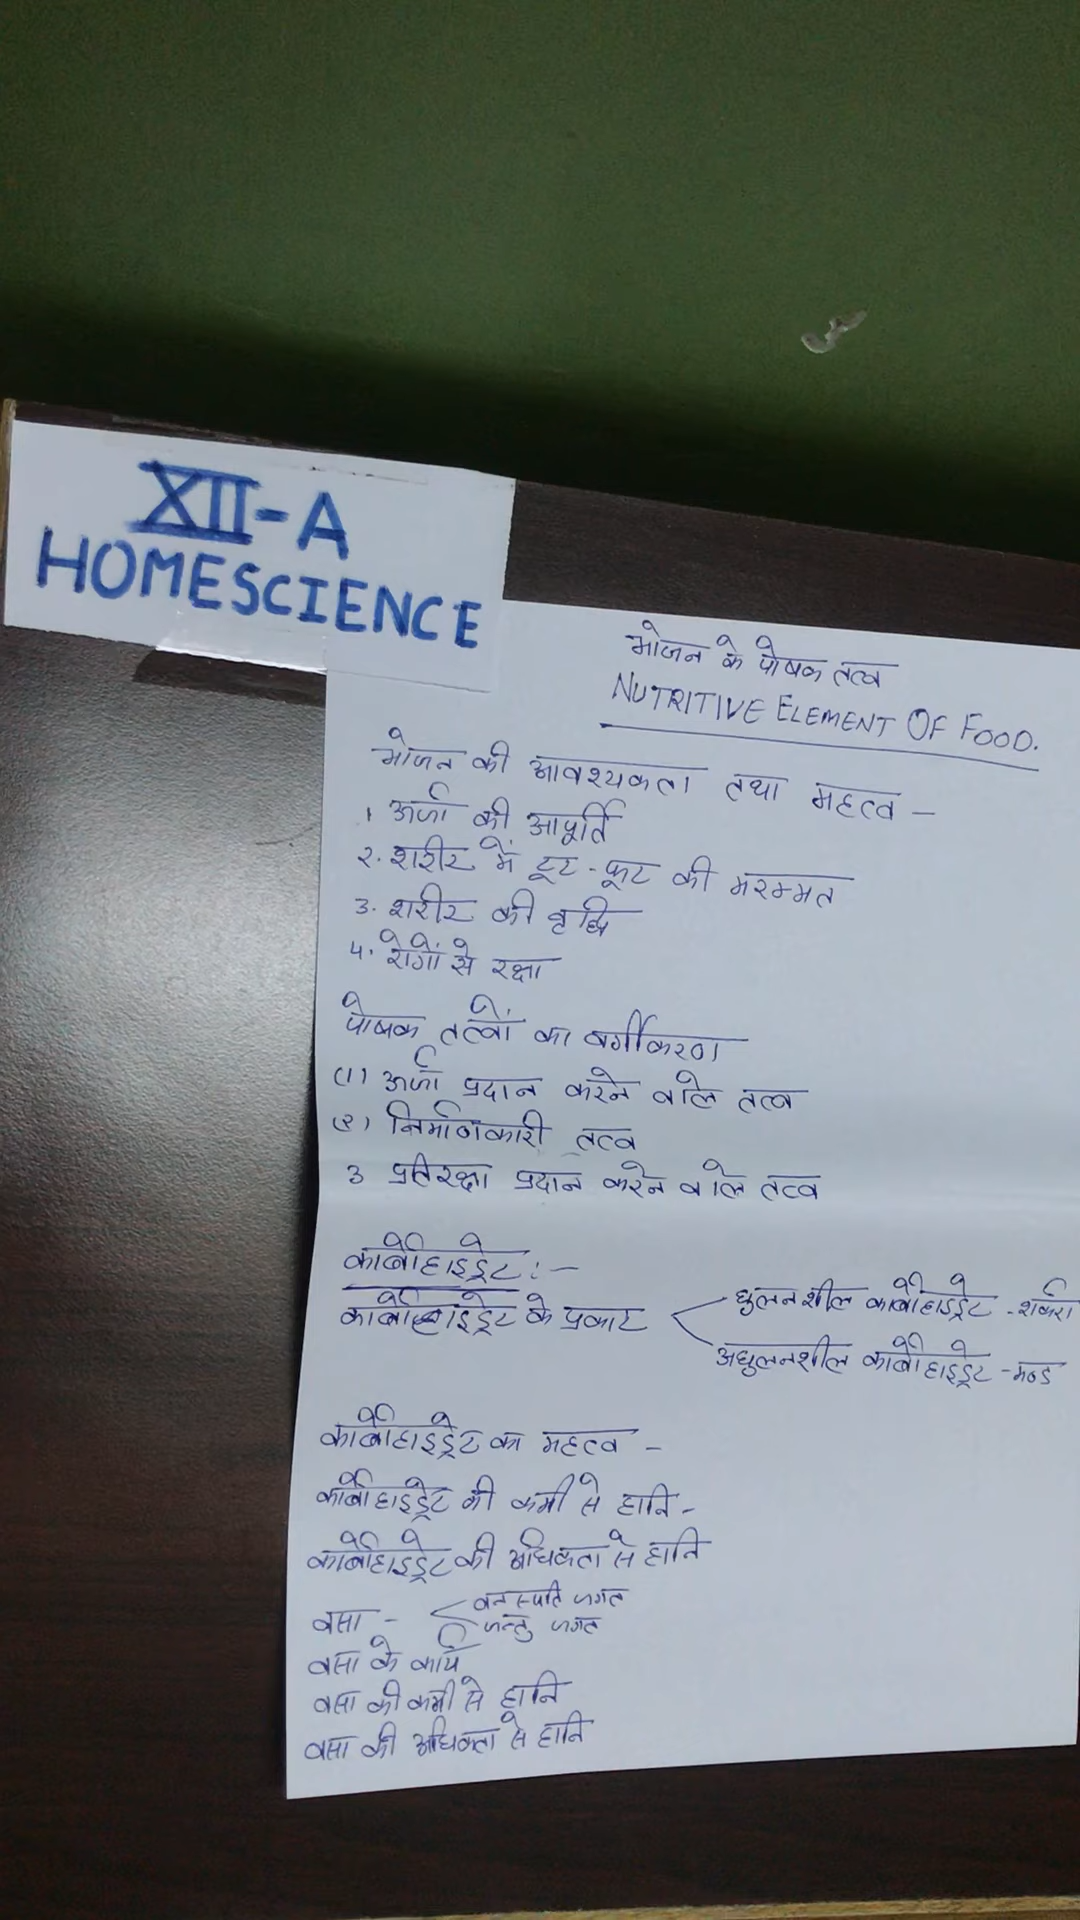 XII-A
HOMESCIENCE
भोजन के पोषक तत्व
NUTRITIVE ELEMENT OF FOOD.
भोजन की आवश्यकता तथा महत्व -
1. ऊर्जा की आपूर्ति
2. शरीर में टूट-फूट की मरम्मत
3. शरीर की वृद्धि
4. रोगों से रक्षा
पोषक तत्वों का वर्गीकरण
(1) ऊर्जा प्रदान करने वाले तत्व
(2) निर्माणकारी तत्व
3 प्रतिरक्षा प्रदान करने वाले तत्व
कार्बोहाइड्रेट :-
कार्बोहाइड्रेट के प्रकार
घुलनशील कार्बोहाइड्रेट - शर्करा
अघुलनशील कार्बोहाइड्रेट - मण्ड
कार्बोहाइड्रेट का महत्व -
कार्बोहाइड्रेट की कमी से हानि -
कार्बोहाइड्रेट की अधिकता से हानि
वसा -
वनस्पति जगत
जन्तु जगत
वसा के कार्य
वसा की कमी से हानि
वसा की अधिकता से हानि